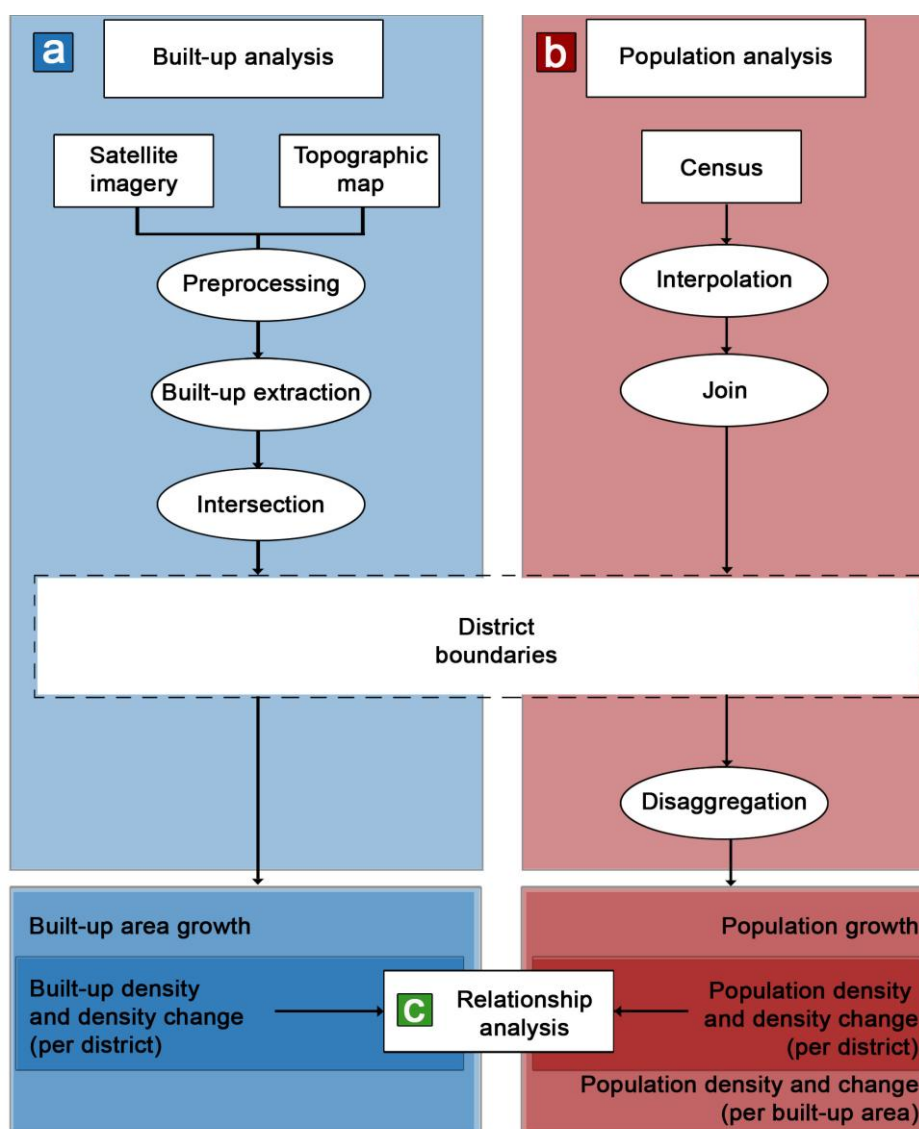 a
Built-up analysis
Satellite
imagery
Topographic
map
Preprocessing
Built-up extraction
Intersection
b
Population analysis
Census
Interpolation
Join
District
boundaries
Disaggregation
Built-up area growth
Built-up density
and density change
(per district)
C
Relationship
analysis
Population growth
Population density
and density change
(per district)
Population density and change
(per built-up area)